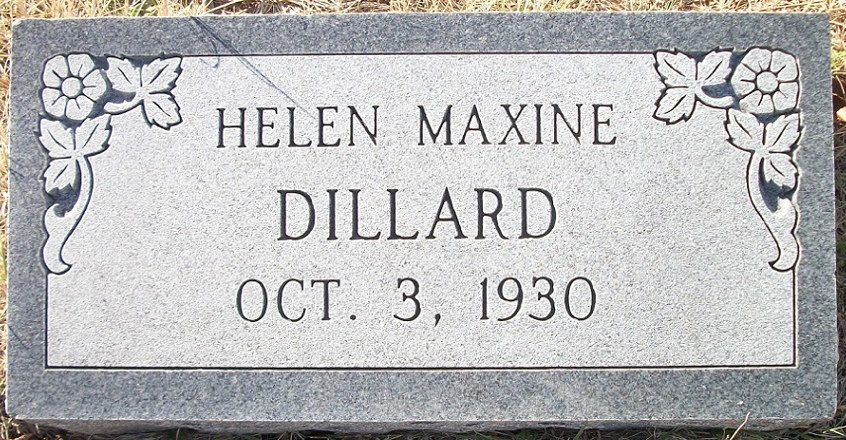 HELEN MAXINE
DILLARD
OCT. 3, 1930